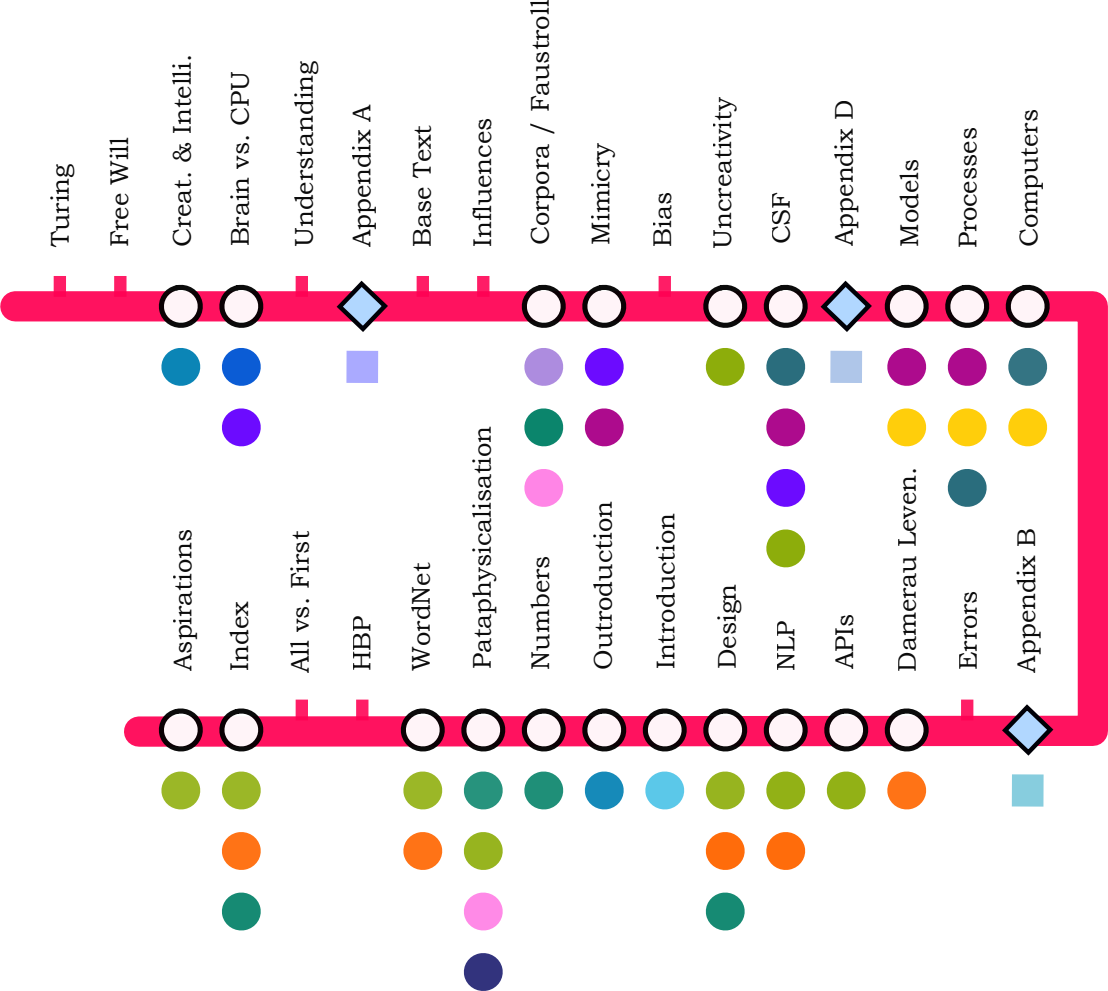 Turing
Free Will
Creat. & Intelli.
Brain vs. CPU
Understanding
Appendix A
Base Text
Influences
Corpora / Faustroll
Mimicry
Bias
Uncreativity
CSF
Appendix D
Models
Processes
Computers
Aspirations
Index
All vs. First
HBP
WordNet
Pataphysicalisation
Numbers
Outroduction
Introduction
Design
NLP
APIs
Damerau Leven.
Errors
Appendix B